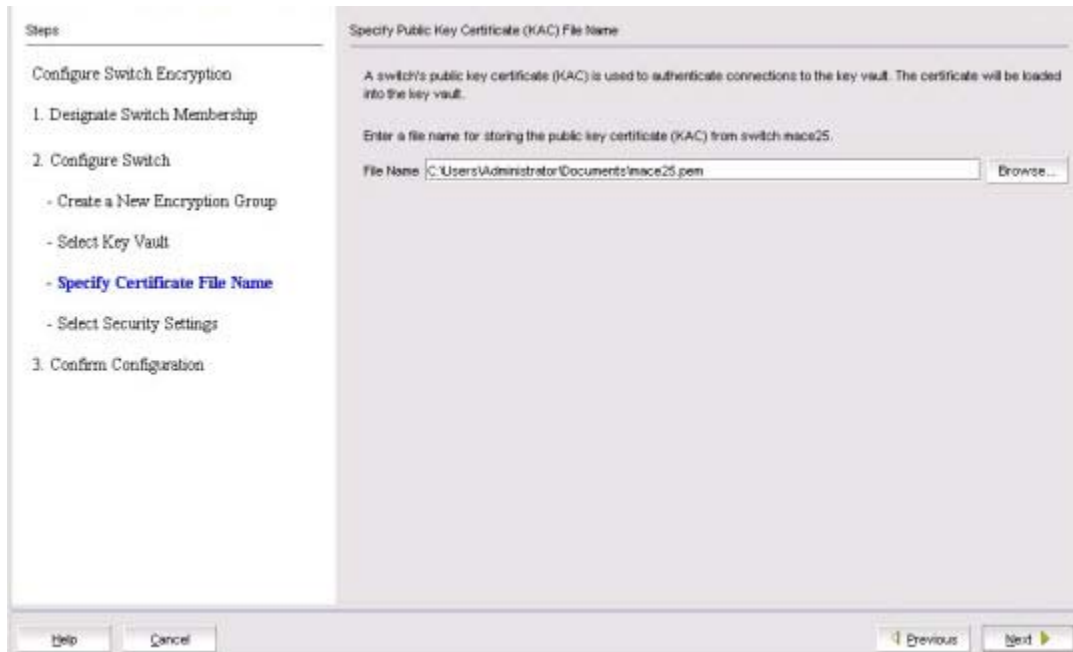 Steps
Configure Switch Encryption
1. Designate Switch Membership
2. Configure Switch
- Create a New Encryption Group
- Select Key Vault
- Specify Certificate File Name
- Select Security Settings
3. Confirm Configuration
Specify Public Key Certificate (KAC) File Name
A switch's public key certificate (KAC) is used to authenticate connections to the key vault. The certificate will be loaded
into the key vault.
Enter a file name for storing the public key certificate (KAC) from switch mace25.
File Name C:\Users\Administrator\Documents\mace25.pem Browse...
Help Cancel Previous Next